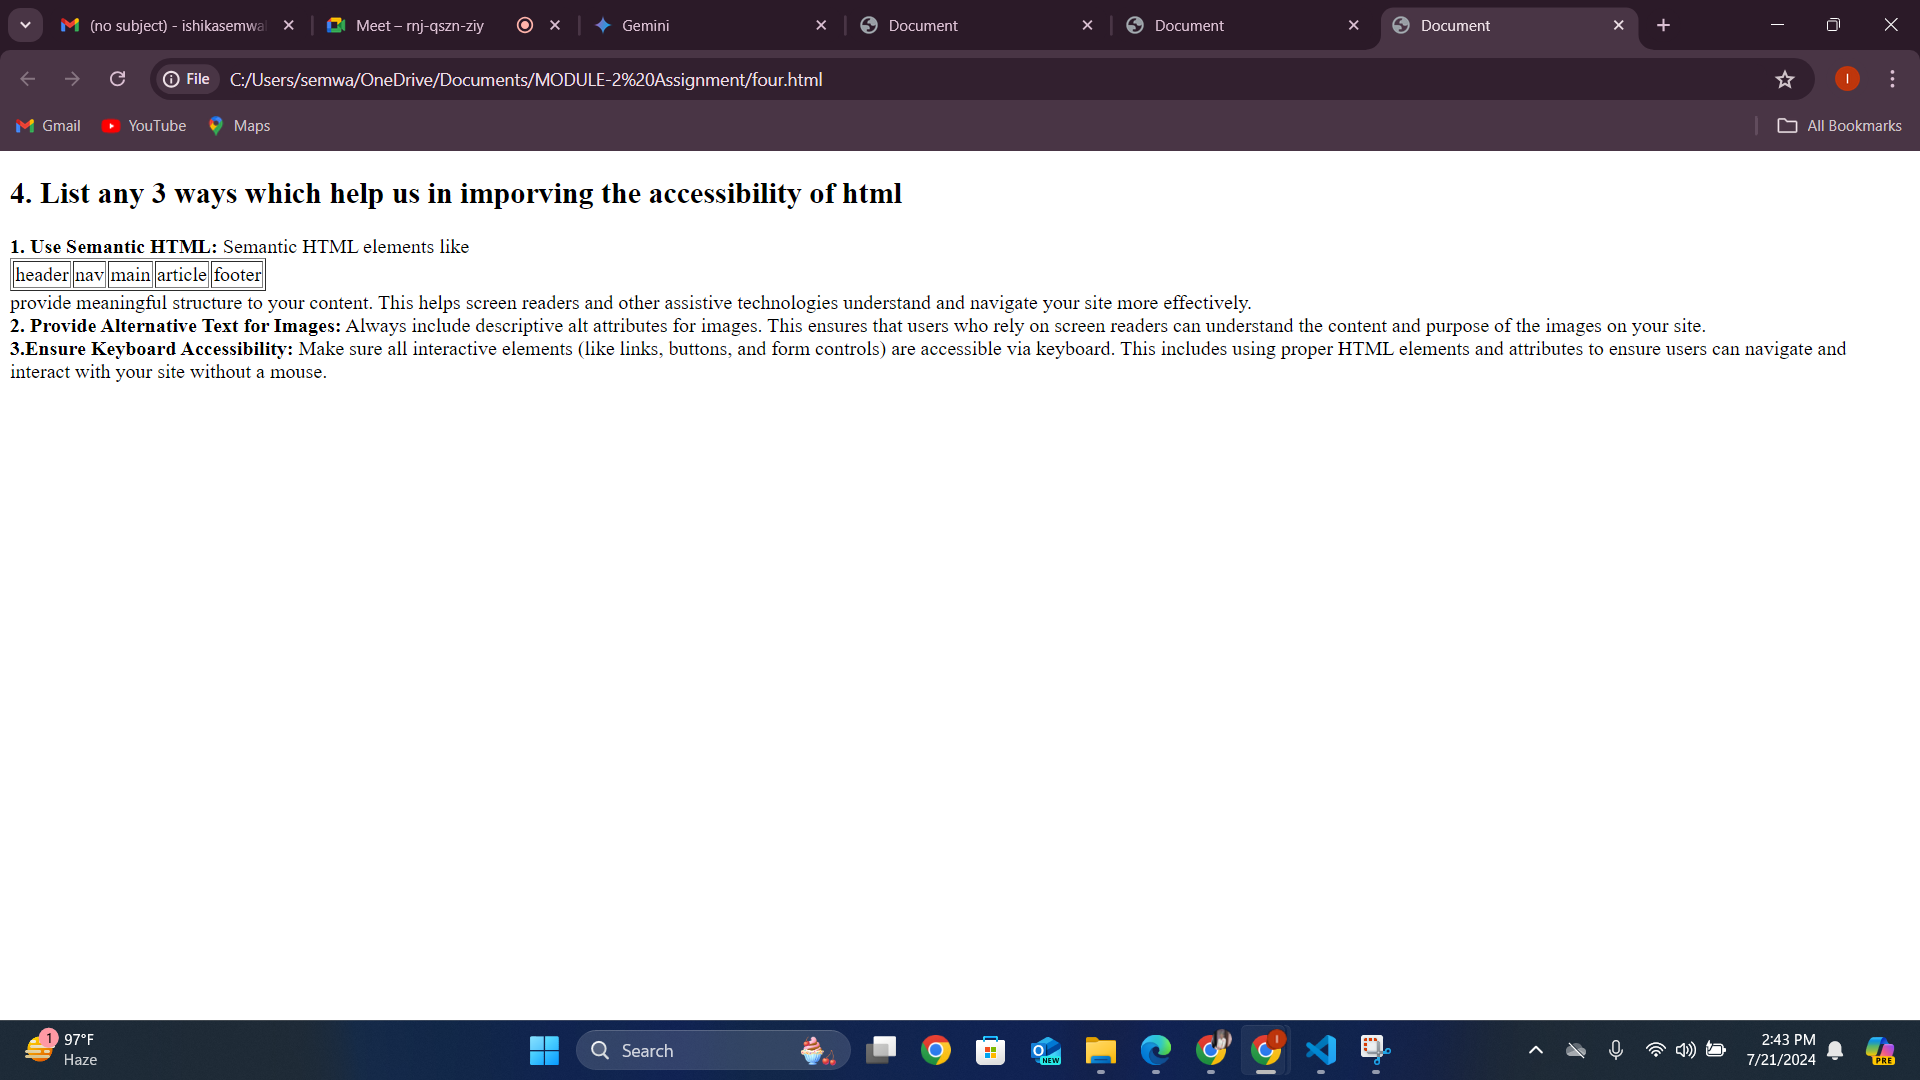 (no subject) - ishikasemwa
Meet – rnj-qszn-ziy
Gemini
Document
Document
Document
File
C:/Users/semwa/OneDrive/Documents/MODULE-2%20Assignment/four.html
I
Gmail
YouTube
Maps
All Bookmarks
4. List any 3 ways which help us in imporving the accessibility of html
1. Use Semantic HTML: Semantic HTML elements like
header nav main article footer
provide meaningful structure to your content. This helps screen readers and other assistive technologies understand and navigate your site more effectively.
2. Provide Alternative Text for Images: Always include descriptive alt attributes for images. This ensures that users who rely on screen readers can understand the content and purpose of the images on your site.
3.Ensure Keyboard Accessibility: Make sure all interactive elements (like links, buttons, and form controls) are accessible via keyboard. This includes using proper HTML elements and attributes to ensure users can navigate and
interact with your site without a mouse.
1
97°F
Haze
Search
NEW
I
2:43 PM
7/21/2024
PRE